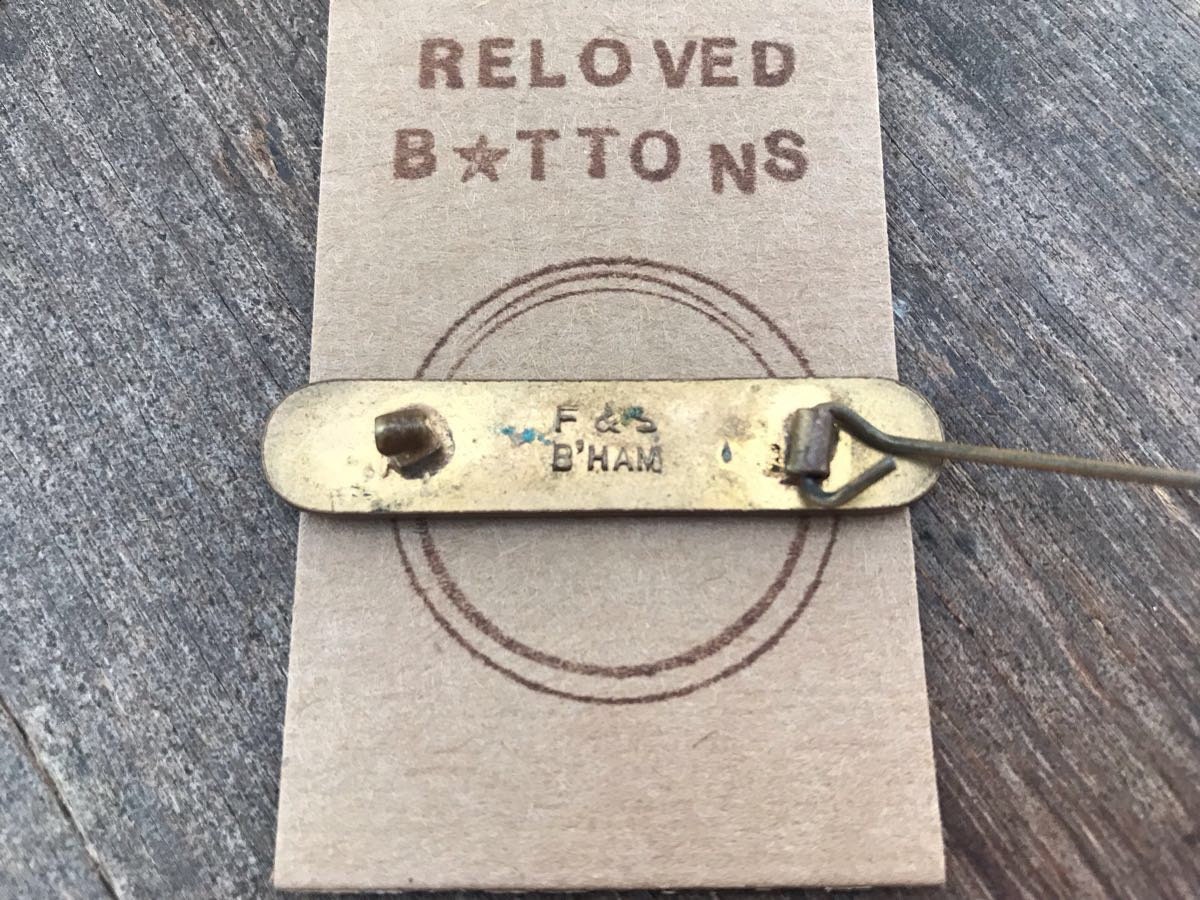 RELOVED
B★TTONS
F & S
B'HAM